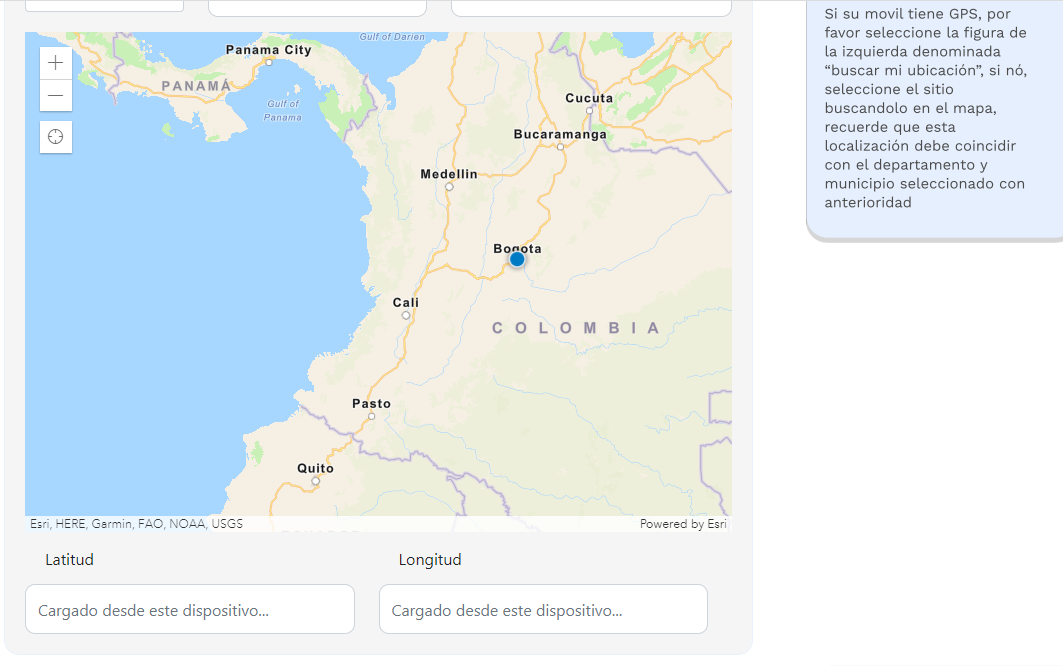 Si su movil tiene GPS, por
favor seleccione la figura de
la izquierda denominada
“buscar mi ubicación”, si nó,
seleccione el sitio
buscandolo en el mapa,
recuerde que esta
localización debe coincidir
con el departamento y
municipio seleccionado con
anterioridad
Gulf of Darien
Panama City
PANAMÁ
Gulf of
Panama
Cucuta
Bucaramanga
Medellin
Bogota
Cali
COLOMBIA
Pasto
Quito
Esri, HERE, Garmin, FAO, NOAA, USGS
Powered by Esri
Latitud
Longitud
Cargado desde este dispositivo...
Cargado desde este dispositivo...